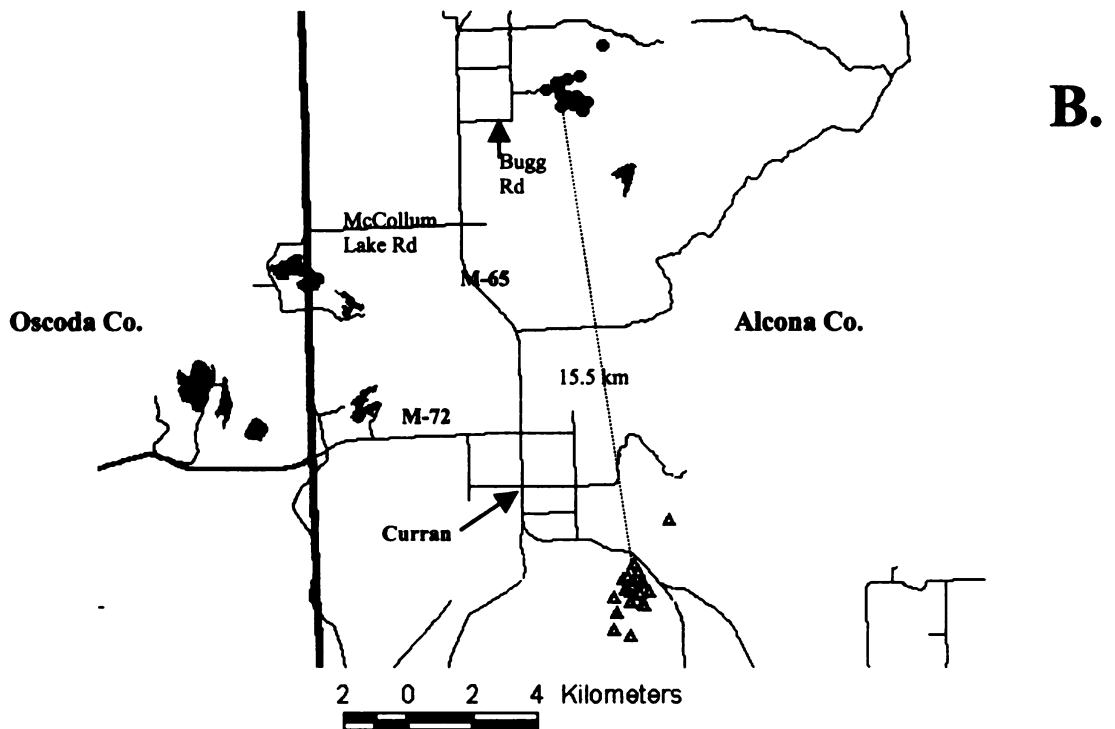 B.
Bugg
Rd
McCollum
Lake Rd
M-65
Oscoda Co.
Alcona Co.
15.5 km
M-72
Curran
2 0 2 4 Kilometers